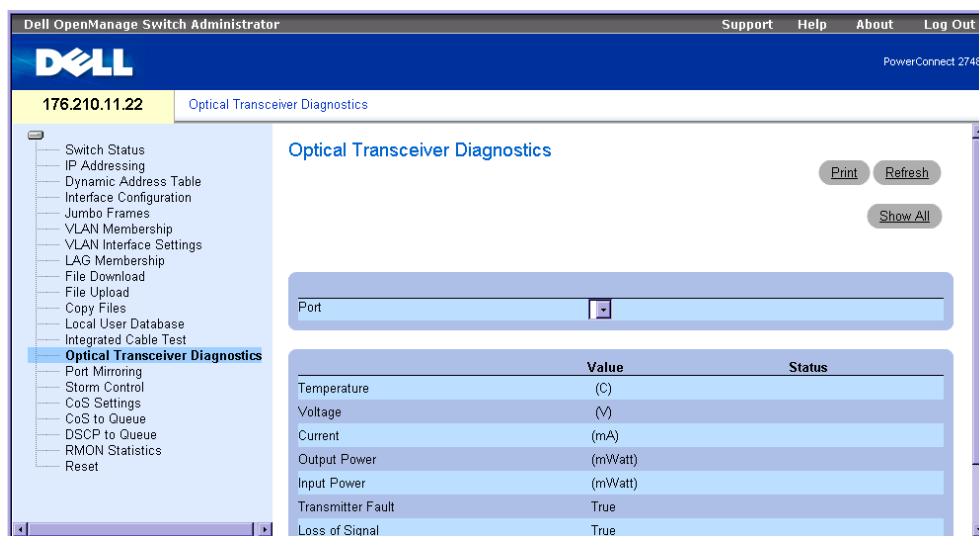 Dell OpenManage Switch Administrator Support Help About Log Out
DELL
PowerConnect 2748
176.210.11.22 Optical Transceiver Diagnostics
Switch Status
IP Addressing
Dynamic Address Table
Interface Configuration
Jumbo Frames
VLAN Membership
VLAN Interface Settings
LAG Membership
File Download
File Upload
Copy Files
Local User Database
Integrated Cable Test
Optical Transceiver Diagnostics
Port Mirroring
Storm Control
CoS Settings
CoS to Queue
DSCP to Queue
RMON Statistics
Reset
Optical Transceiver Diagnostics
Print Refresh
Show All
Port
Value Status
Temperature (C)
Voltage (V)
Current (mA)
Output Power (mWatt)
Input Power (mWatt)
Transmitter Fault True
Loss of Signal True